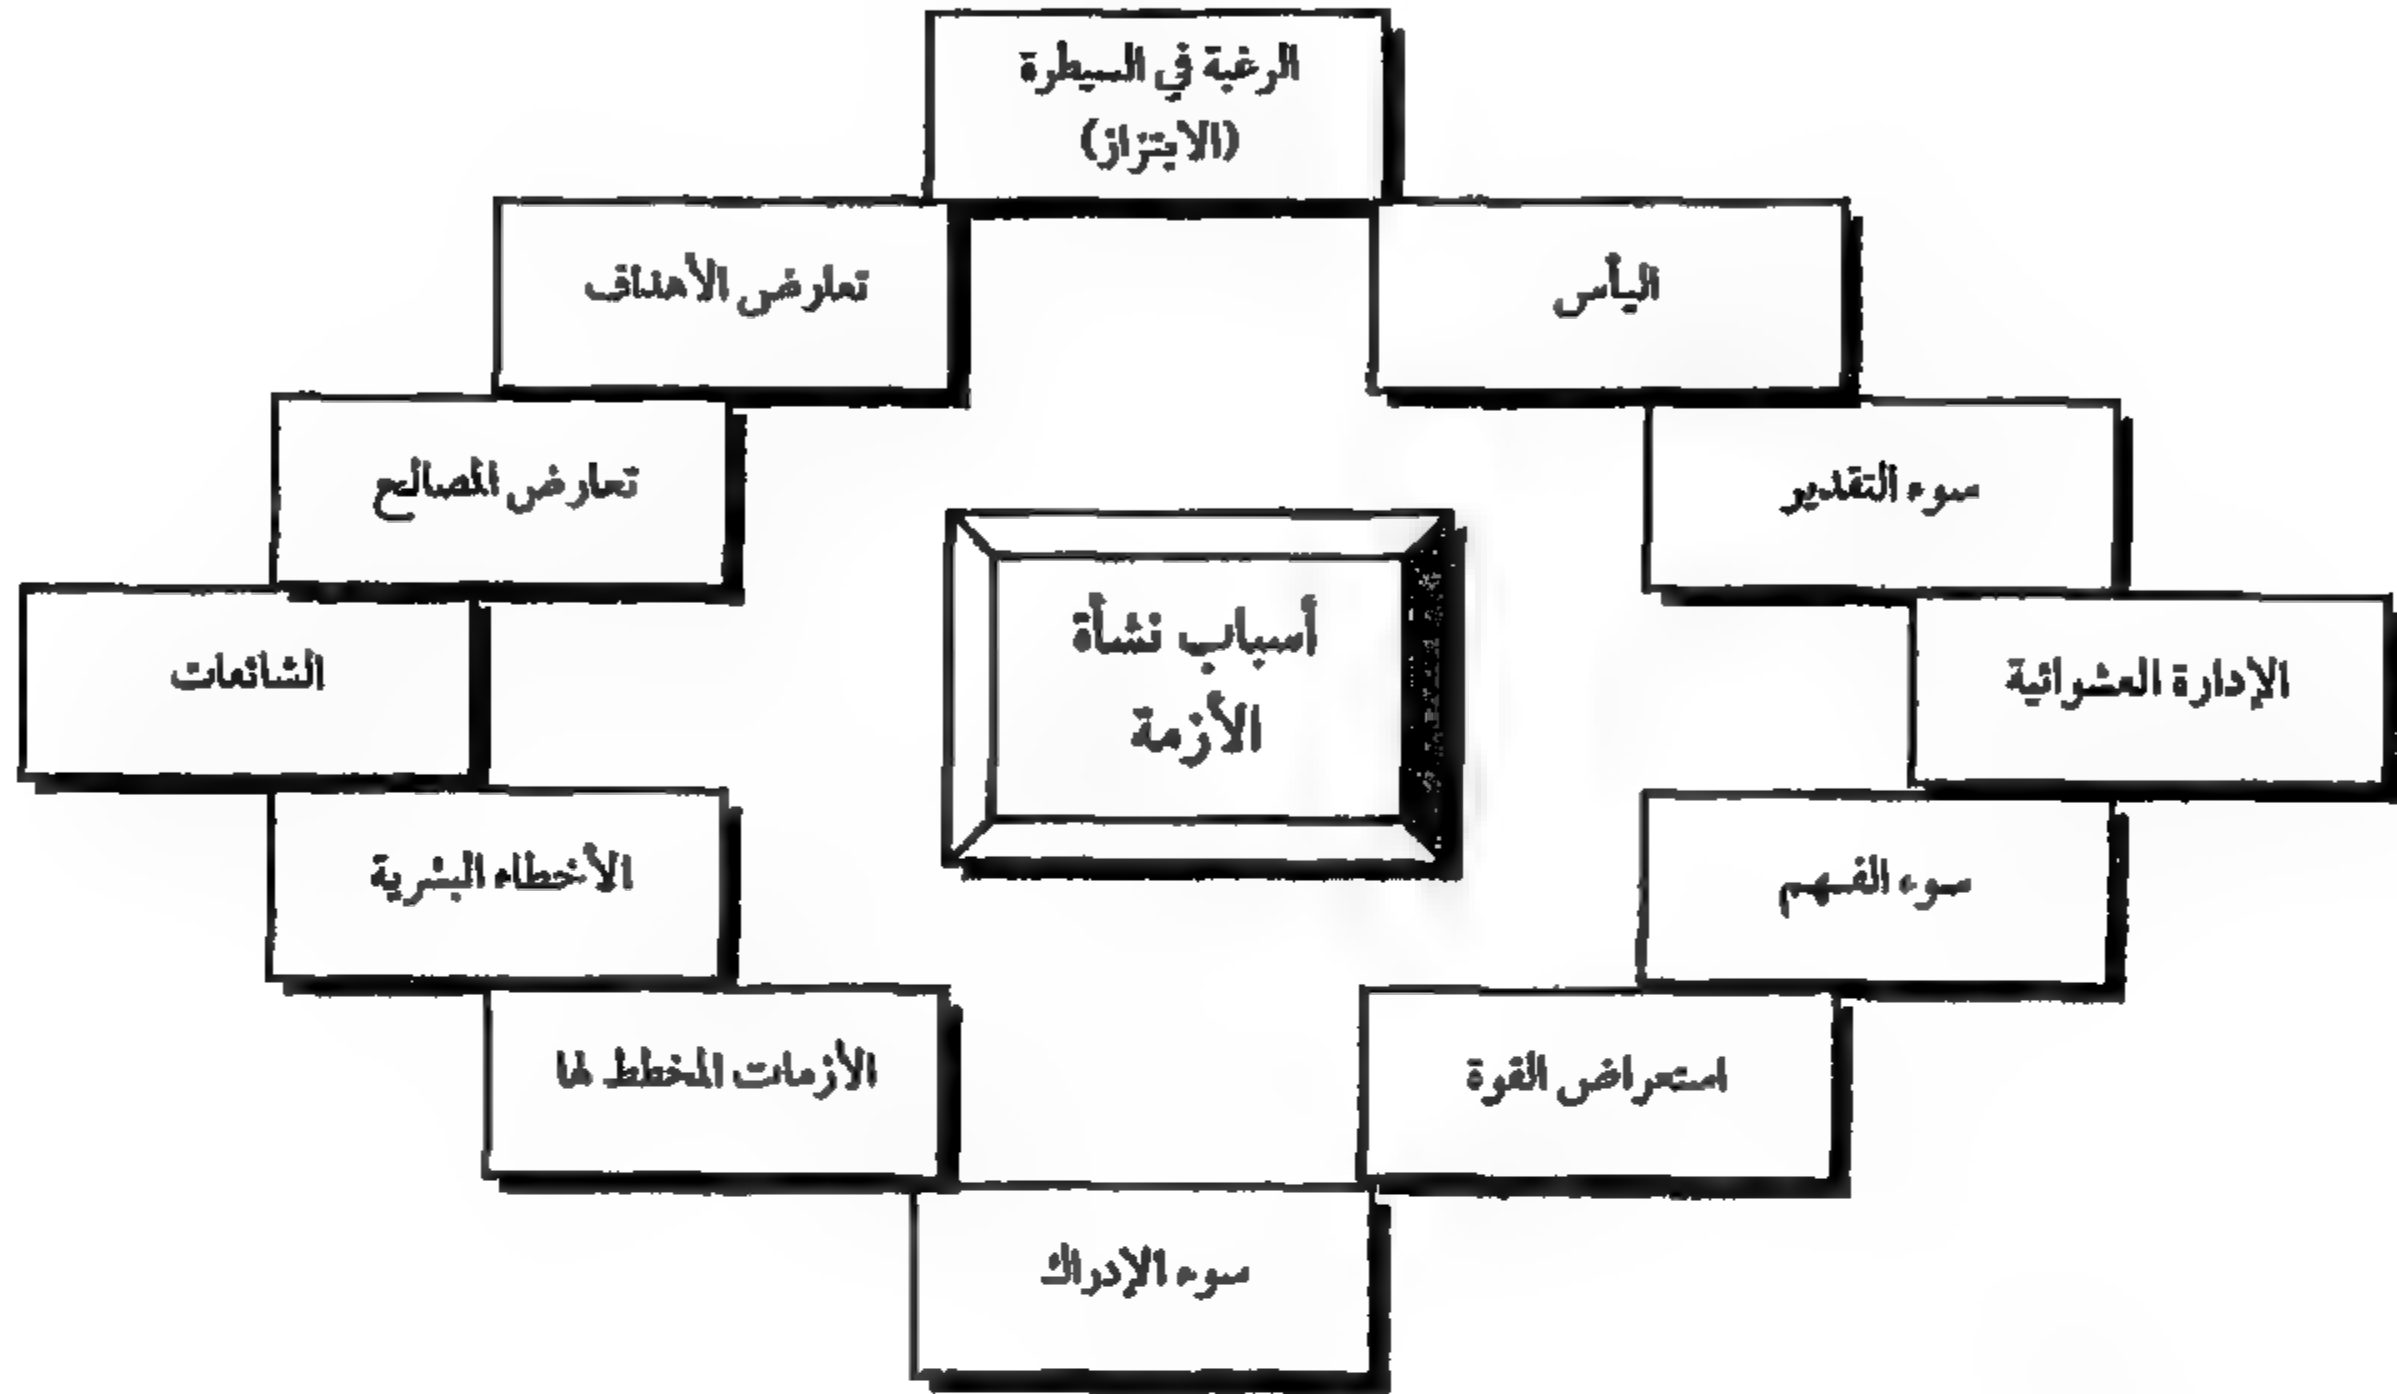 الرغبة في السيطرة
(الابتزاز)
اليأس
تعارض الأهداف
سوء التقدير
تعارض المصالح
أسباب نشأة
الأزمة
الإدارة العشوائية
الشائعات
سوء الفهم
الأخطاء البشرية
استعراض القوة
الأزمات المخطط لها
سوء الإدراك